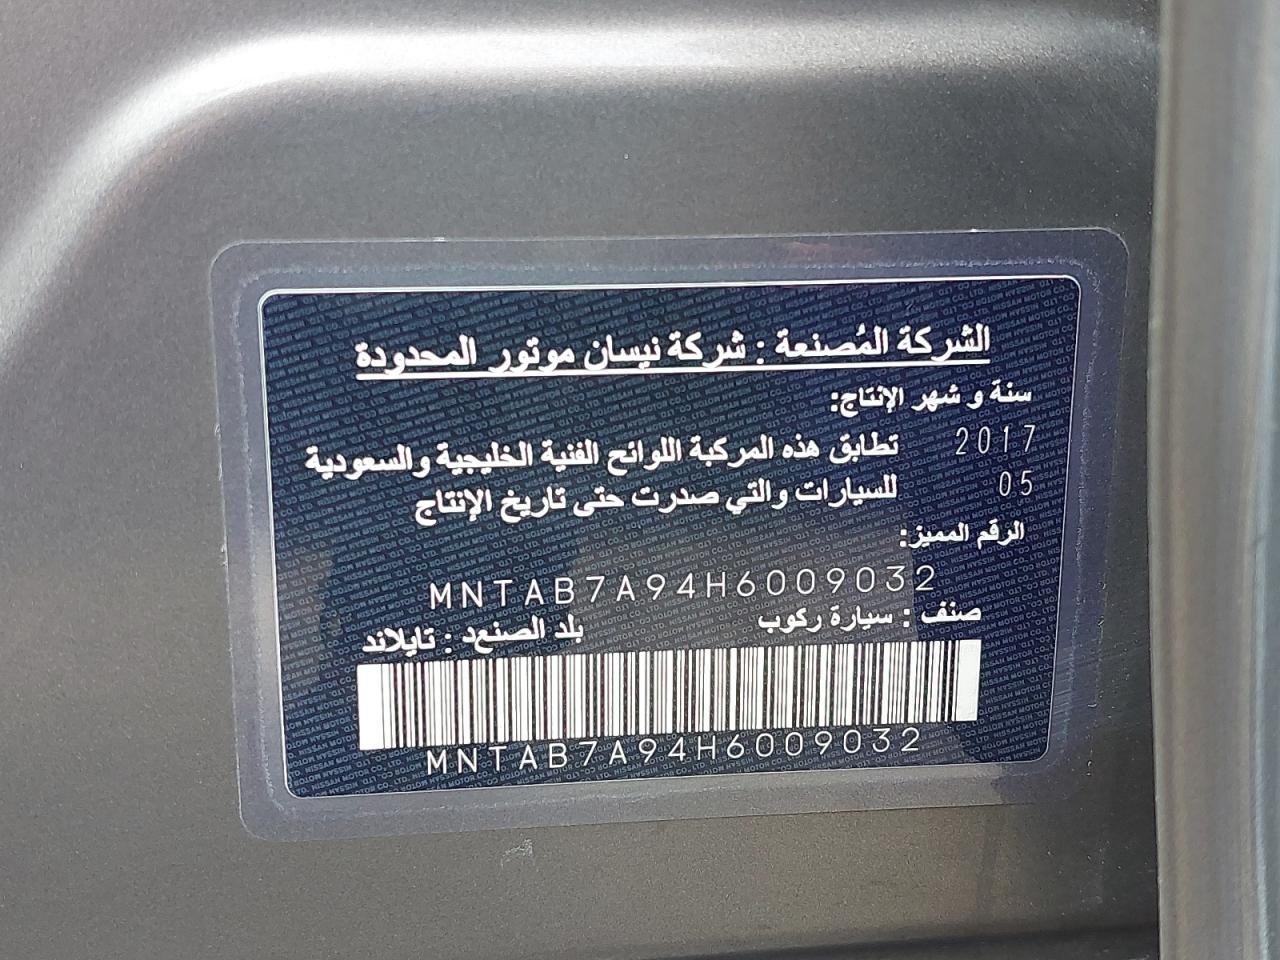 الشركة المُصنعة : شركة نيسان موتور المحدودة
سنة و شهر الإنتاج:
2017 تطابق هذه المركبة اللوائح الفنية الخليجية والسعودية
05 للسيارات والتي صدرت حتى تاريخ الإنتاج
الرقم المميز:
MNTAB7A94H6009032
صنف : سيارة ركوب بلد الصنعد : تايلاند
MNTAB7A94H6009032